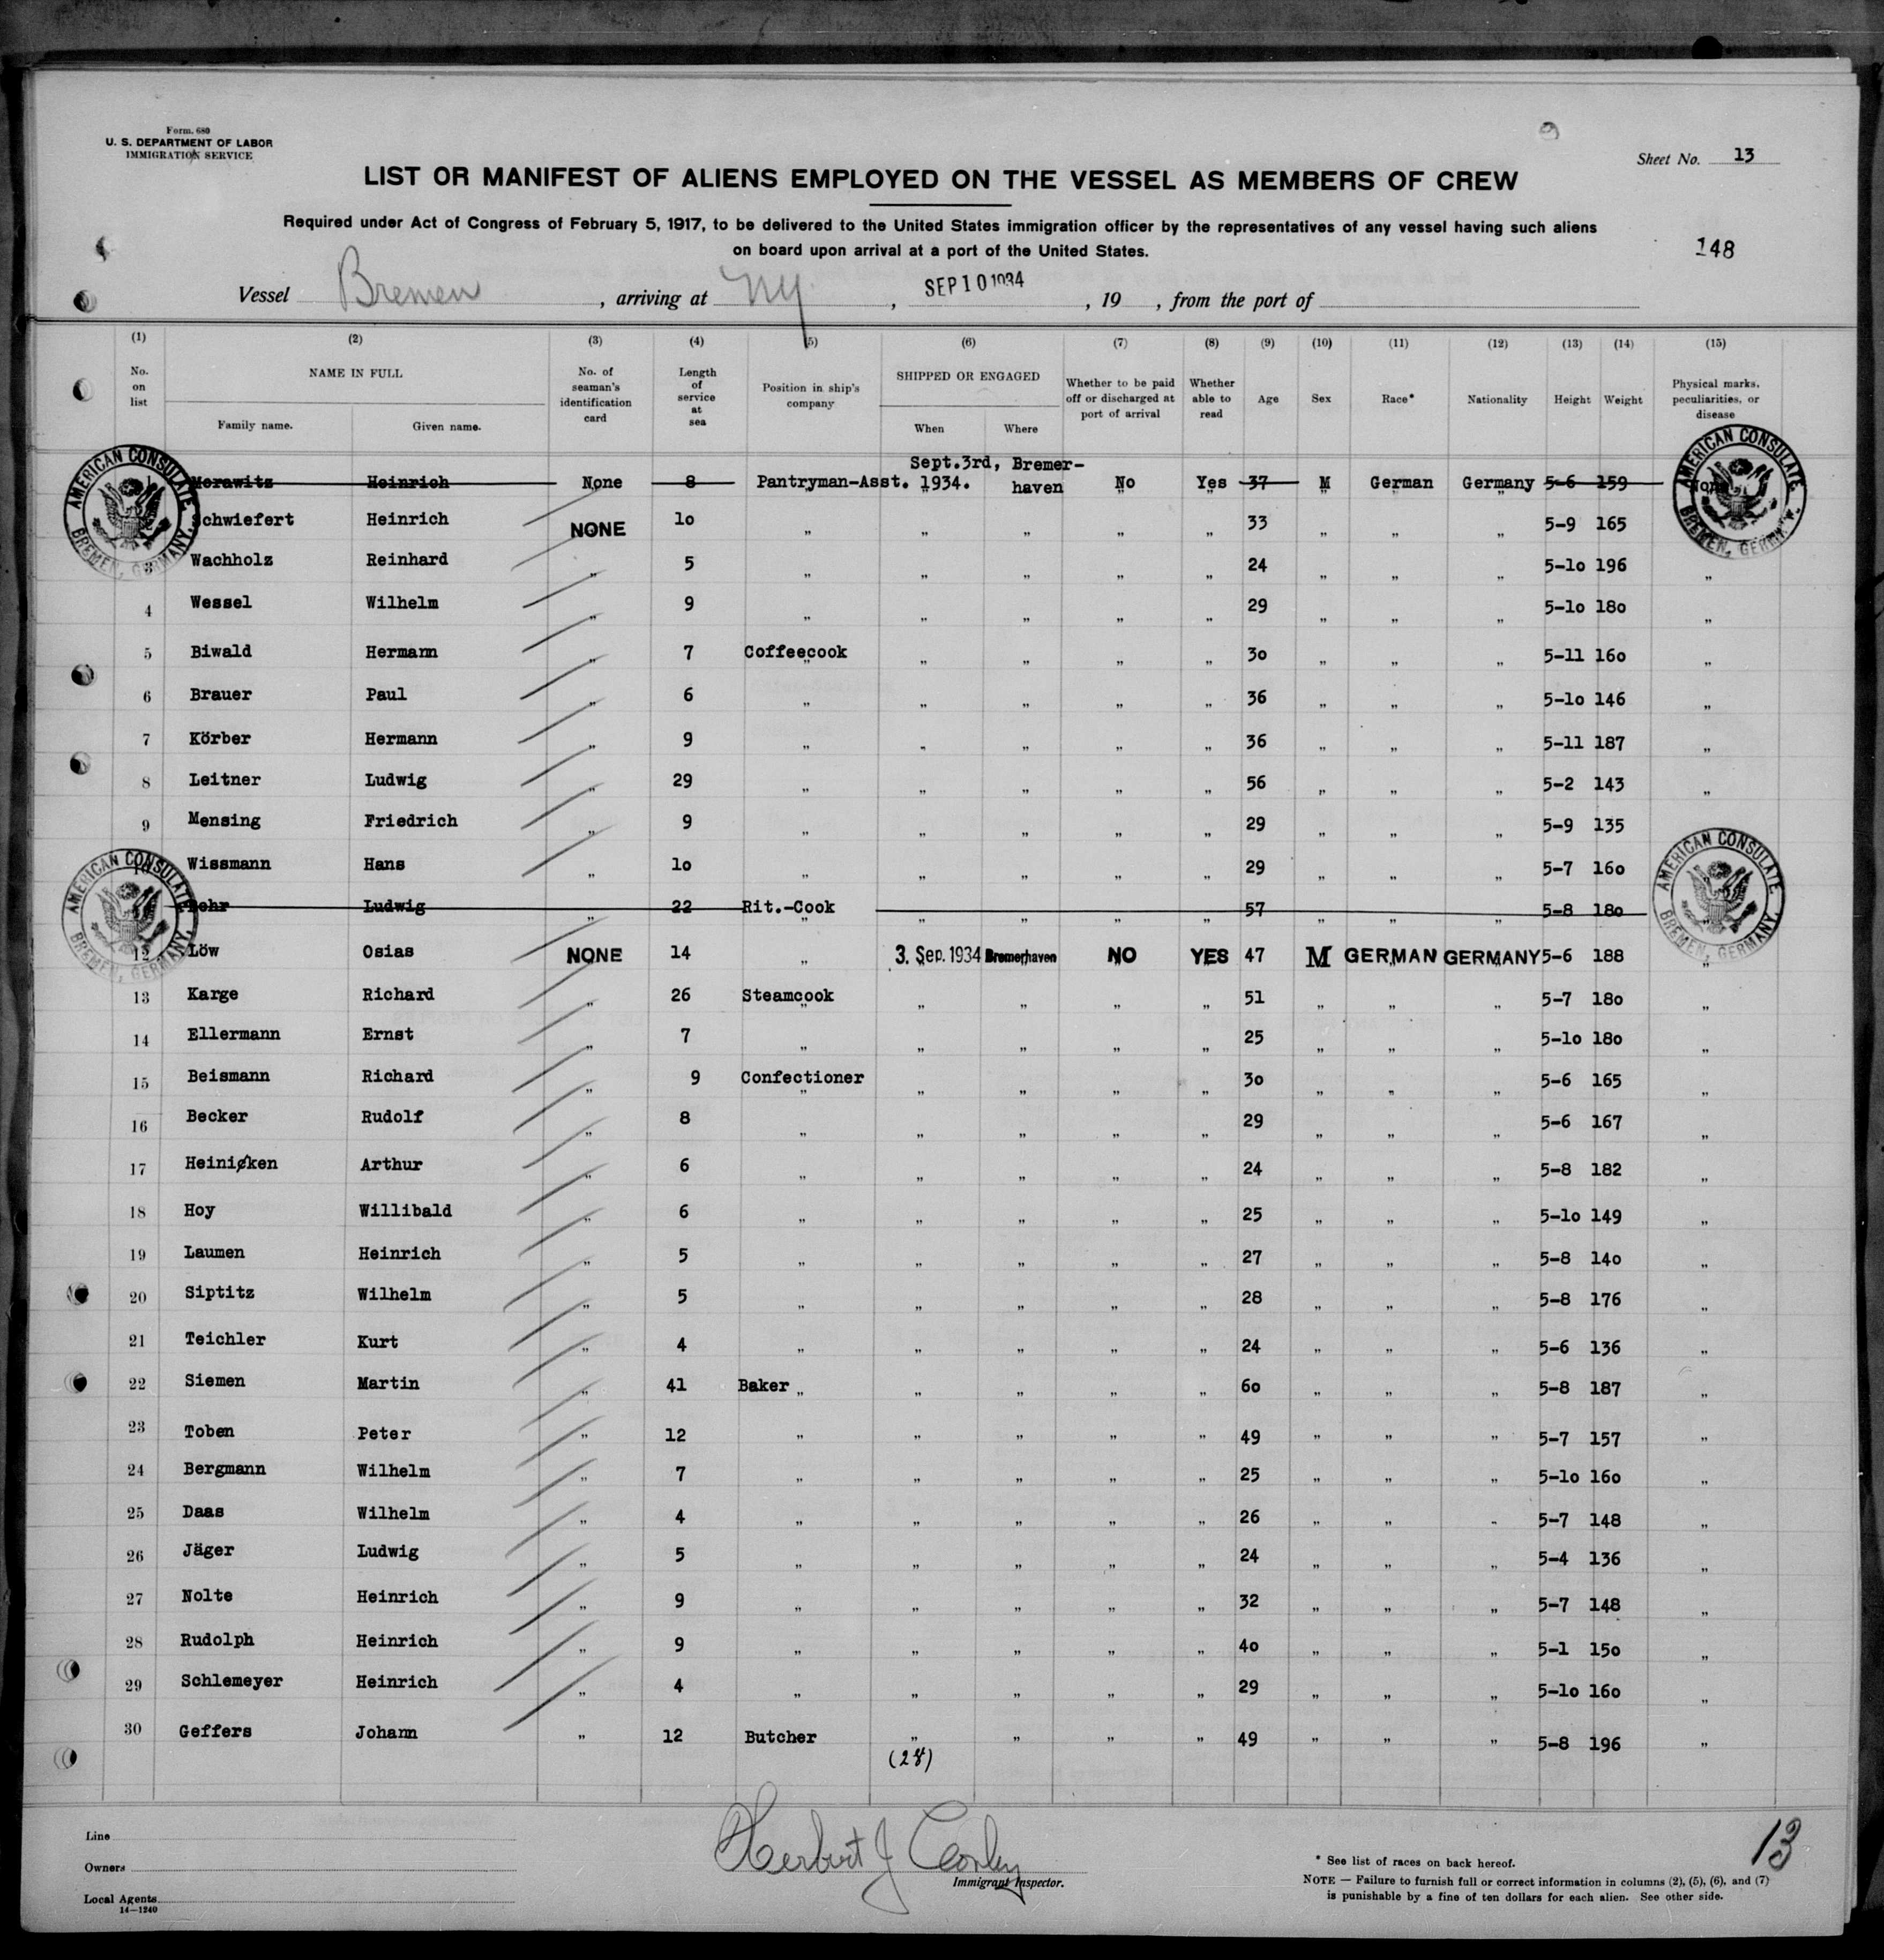 Form. 680
U. S. DEPARTMENT OF LABOR
IMMIGRATION SERVICE
Sheet No. 13
LIST OR MANIFEST OF ALIENS EMPLOYED ON THE VESSEL AS MEMBERS OF CREW
Required under Act of Congress of February 5, 1917, to be delivered to the United States immigration officer by the representatives of any vessel having such aliens
on board upon arrival at a port of the United States.
148
Vessel Bremen , arriving at NY , SEP 10 1934 , 19 , from the port of
(1) (2) (3) (4) (5) (6) (7) (8) (9) (10) (11) (12) (13) (14) (15)
No. on list NAME IN FULL Family name. Given name. No. of seaman's identification card Length of service at sea Position in ship's company SHIPPED OR ENGAGED When Where Whether to be paid off or discharged at port of arrival Whether able to read Age Sex Race* Nationality Height Weight Physical marks, peculiarities, or disease
AMERICAN CONSULATE BREMEN, GERMANY.
AMERICAN CONSULATE BREMEN, GERMANY.
Morawitz Heinrich None 8 Pantryman-Asst. Sept.3rd, 1934. Bremerhaven No Yes 37 M German Germany 5-6 159 None
Schwiefert Heinrich NONE 10 „ „ „ „ „ 33 „ „ „ 5-9 165
3 Wachholz Reinhard „ 5 „ „ „ „ „ 24 „ „ „ 5-10 196 „
4 Wessel Wilhelm „ 9 „ „ „ „ „ 29 „ „ „ 5-10 180 „
5 Biwald Hermann „ 7 Coffeecook „ „ „ „ 30 „ „ „ 5-11 160 „
6 Brauer Paul „ 6 „ „ „ „ „ 36 „ „ „ 5-10 146 „
7 Körber Hermann „ 9 „ „ „ „ „ 36 „ „ „ 5-11 187 „
8 Leitner Ludwig „ 29 „ „ „ „ „ 56 „ „ „ 5-2 143 „
9 Mensing Friedrich „ 9 „ „ „ „ „ 29 „ „ „ 5-9 135 „
AMERICAN CONSULATE BREMEN, GERMANY.
AMERICAN CONSULATE BREMEN, GERMANY.
10 Wissmann Hans „ 10 „ „ „ „ „ 29 „ „ „ 5-7 160
Ludwig „ 22 Rit.-Cook „ „ „ „ 57 „ „ „ 5-8 180
12 Löw Osias NONE 14 „ 3. Sep. 1934 Bremerhaven NO YES 47 M GERMAN GERMANY 5-6 188 „
13 Karge Richard „ 26 Steamcook „ „ „ „ 51 „ „ „ 5-7 180 „
14 Ellermann Ernst „ 7 „ „ „ „ „ 25 „ „ „ 5-10 180 „
15 Beismann Richard „ 9 Confectioner „ „ „ „ 30 „ „ „ 5-6 165 „
16 Becker Rudolf „ 8 „ „ „ „ „ 29 „ „ „ 5-6 167 „
17 Heinicken Arthur „ 6 „ „ „ „ „ 24 „ „ „ 5-8 182 „
18 Hoy Willibald „ 6 „ „ „ „ „ 25 „ „ „ 5-10 149 „
19 Laumen Heinrich „ 5 „ „ „ „ „ 27 „ „ „ 5-8 140 „
20 Siptitz Wilhelm „ 5 „ „ „ „ „ 28 „ „ „ 5-8 176 „
21 Teichler Kurt „ 4 „ „ „ „ „ 24 „ „ „ 5-6 136 „
22 Siemen Martin „ 41 Baker „ „ „ „ „ 60 „ „ „ 5-8 187 „
23 Toben Peter „ 12 „ „ „ „ „ 49 „ „ „ 5-7 157 „
24 Bergmann Wilhelm „ 7 „ „ „ „ „ 25 „ „ „ 5-10 160 „
25 Daas Wilhelm „ 4 „ „ „ „ „ 26 „ „ „ 5-7 148 „
26 Jäger Ludwig „ 5 „ „ „ „ „ 24 „ „ „ 5-4 136 „
27 Nolte Heinrich „ 9 „ „ „ „ „ 32 „ „ „ 5-7 148 „
28 Rudolph Heinrich „ 9 „ „ „ „ „ 40 „ „ „ 5-1 150 „
29 Schlemeyer Heinrich „ 4 „ „ „ „ „ 29 „ „ „ 5-10 160 „
30 Geffers Johann „ 12 Butcher „ „ „ „ 49 „ „ „ 5-8 196 „
(28)
Line
Owners
Local Agents
14—1240
Herbert J Conley
Immigrant Inspector.
13
* See list of races on back hereof.
NOTE — Failure to furnish full or correct information in columns (2), (5), (6), and (7)
is punishable by a fine of ten dollars for each alien. See other side.